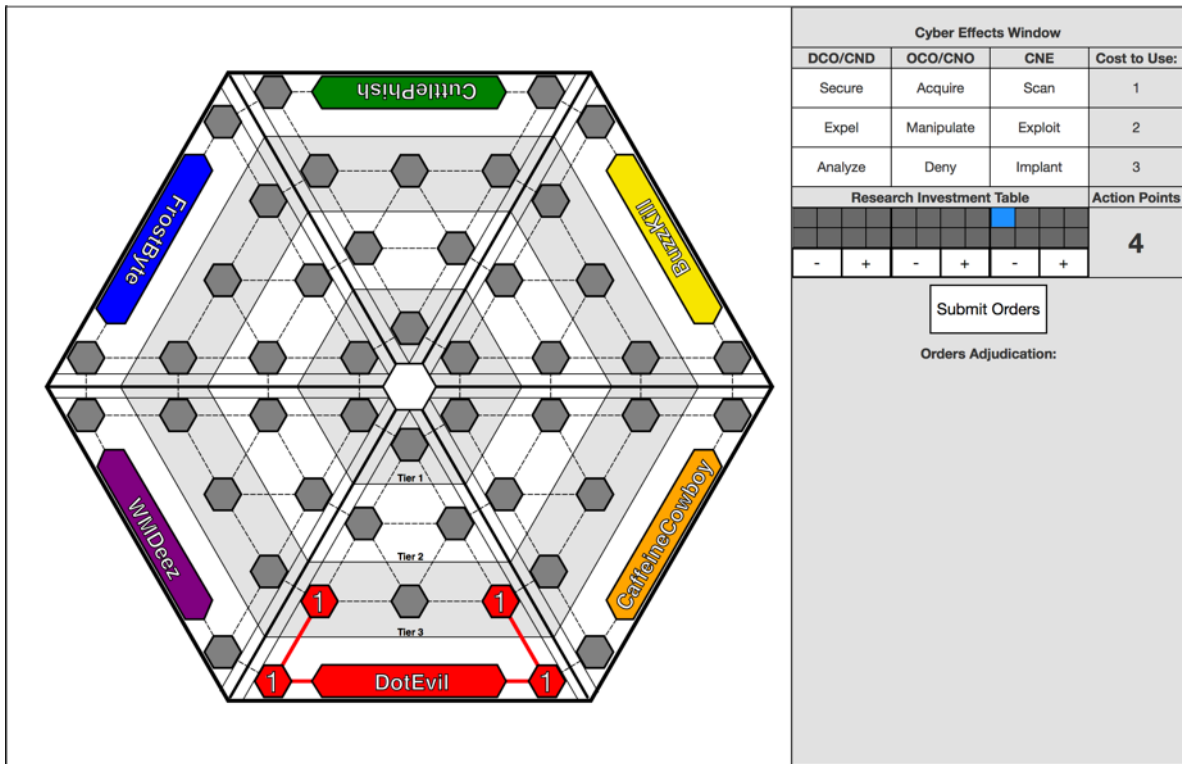 CuttlePhish
FrostByte
BuzzKill
WMDeez
CaffeineCowboy
Tier 1
Tier 2
1
1
Tier 3
1
DotEvil
1
Cyber Effects Window
DCO/CND OCO/CNO CNE Cost to Use:
Secure Acquire Scan 1
Expel Manipulate Exploit 2
Analyze Deny Implant 3
Research Investment Table Action Points
4
- + - + - +
Submit Orders
Orders Adjudication: